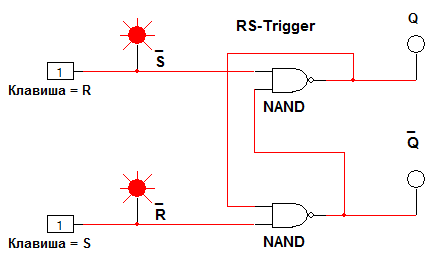 RS-Trigger
Q
1
S̅
Клавиша = R
NAND
Q̅
1
R̅
Клавиша = S
NAND